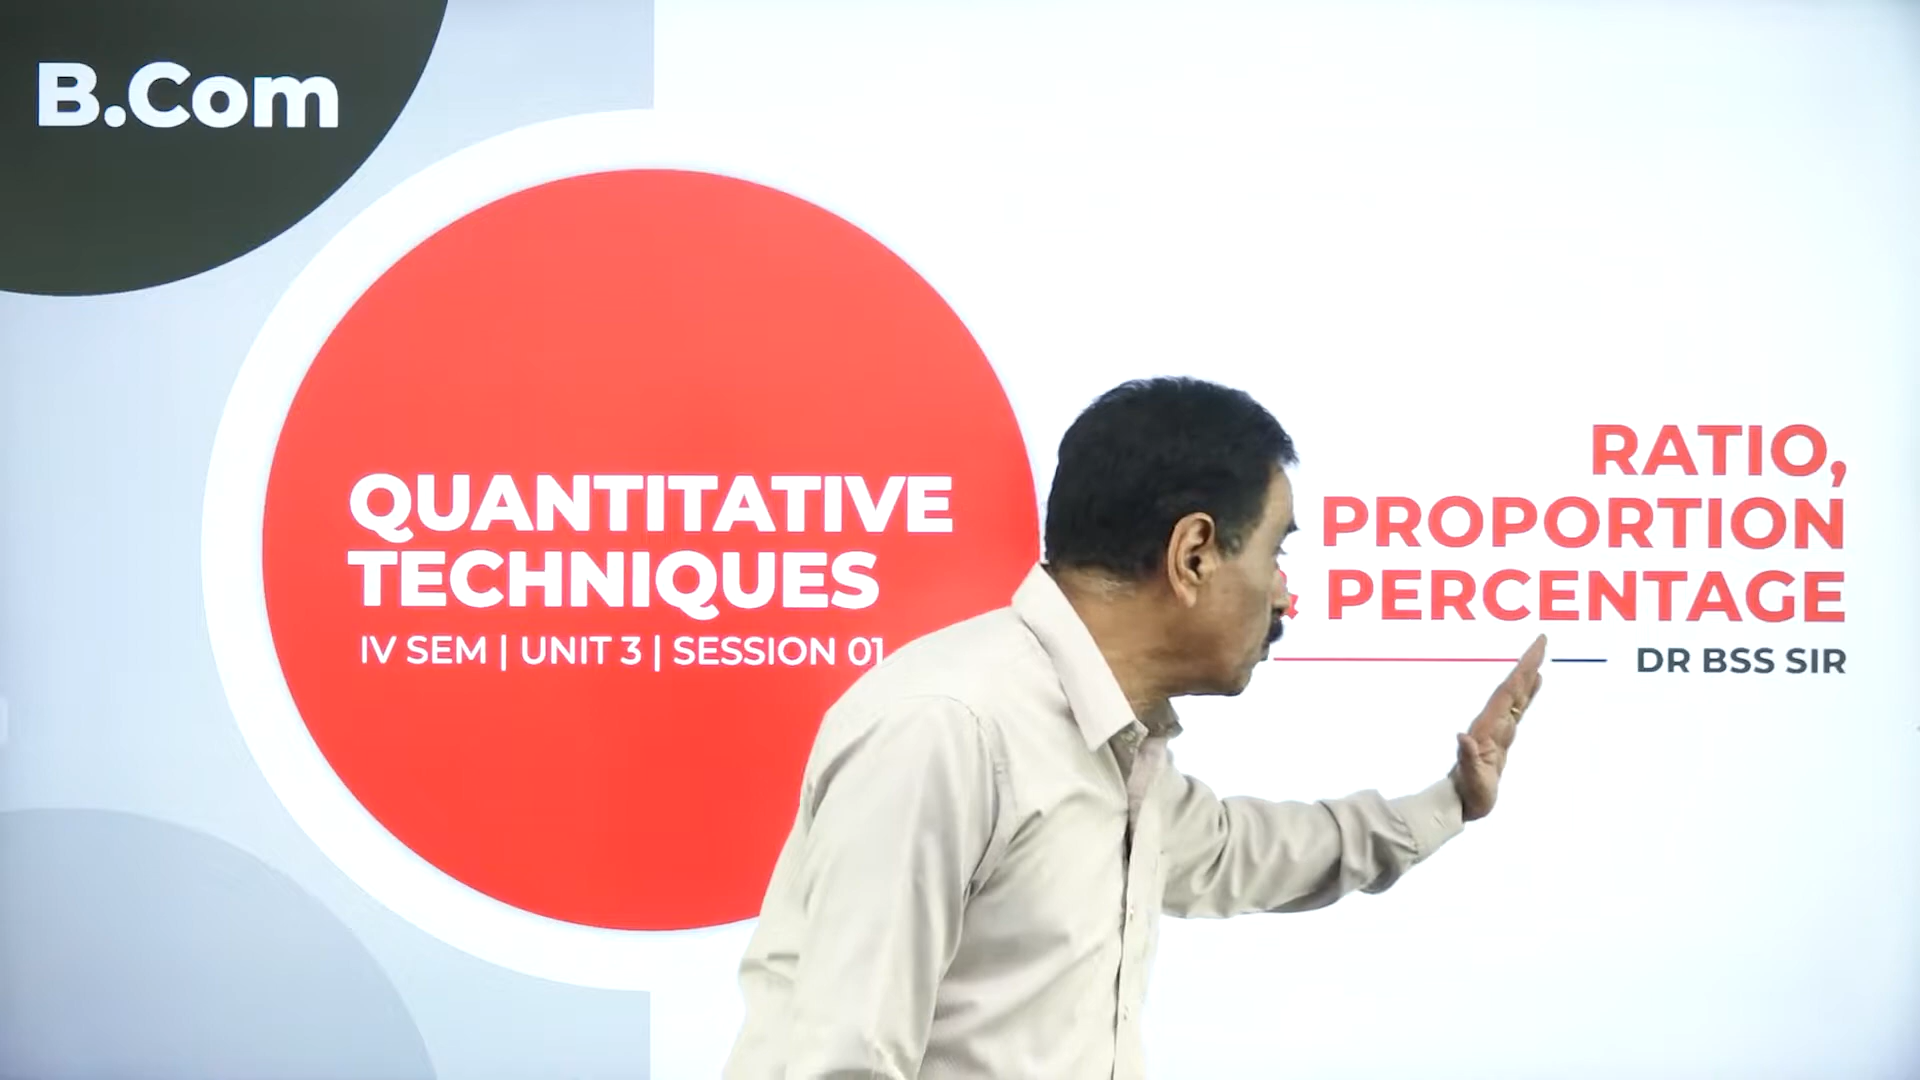 B.Com
QUANTITATIVE
TECHNIQUES
IV SEM | UNIT 3 | SESSION 01
RATIO,
PROPORTION
& PERCENTAGE
DR BSS SIR